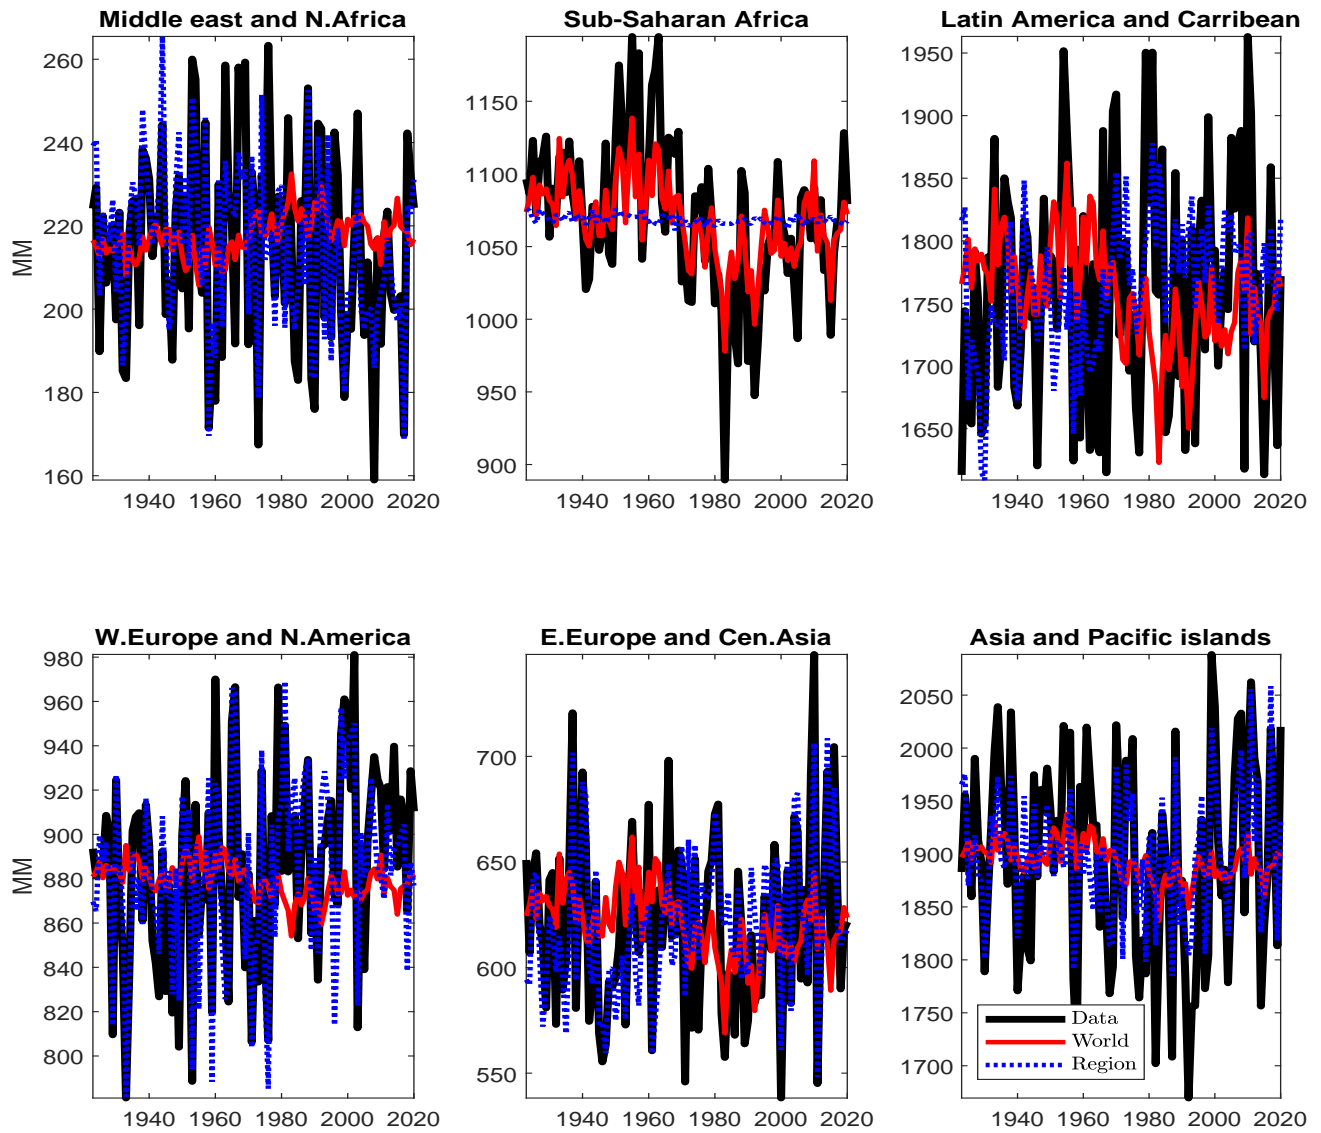 Middle east and N.Africa
Sub-Saharan Africa
Latin America and Carribean
MM
260
240
220
200
180
160
1940 1960 1980 2000 2020
1150
1100
1050
1000
950
900
1940 1960 1980 2000 2020
1950
1900
1850
1800
1750
1700
1650
1940 1960 1980 2000 2020
W.Europe and N.America
E.Europe and Cen.Asia
Asia and Pacific islands
MM
980
960
940
920
900
880
860
840
820
800
1940 1960 1980 2000 2020
700
650
600
550
1940 1960 1980 2000 2020
2050
2000
1950
1900
1850
1800
1750
1700
Data
World
Region
1940 1960 1980 2000 2020